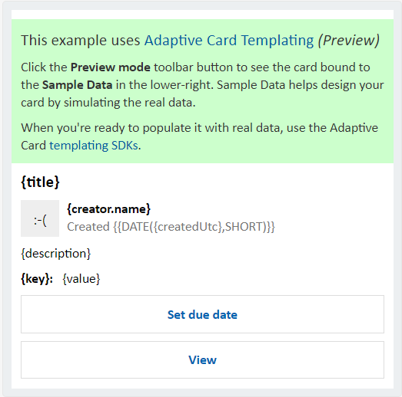 This example uses Adaptive Card Templating (Preview)
Click the Preview mode toolbar button to see the card bound to
the Sample Data in the lower-right. Sample Data helps design your
card by simulating the real data.
When you're ready to populate it with real data, use the Adaptive
Card templating SDKs.
{title}
:-(
{creator.name}
Created {{DATE({createdUtc},SHORT)}}
{description}
{key}: {value}
Set due date
View